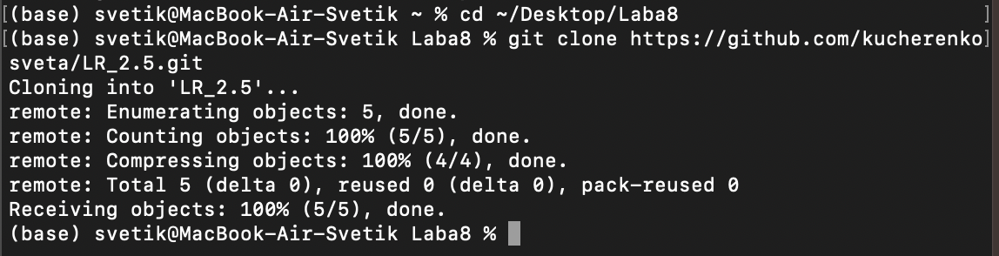 [(base) svetik@MacBook-Air-Svetik ~ % cd ~/Desktop/Laba8 ]
[(base) svetik@MacBook-Air-Svetik Laba8 % git clone https://github.com/kucherenko]
sveta/LR_2.5.git
Cloning into 'LR_2.5'...
remote: Enumerating objects: 5, done.
remote: Counting objects: 100% (5/5), done.
remote: Compressing objects: 100% (4/4), done.
remote: Total 5 (delta 0), reused 0 (delta 0), pack-reused 0
Receiving objects: 100% (5/5), done.
(base) svetik@MacBook-Air-Svetik Laba8 %